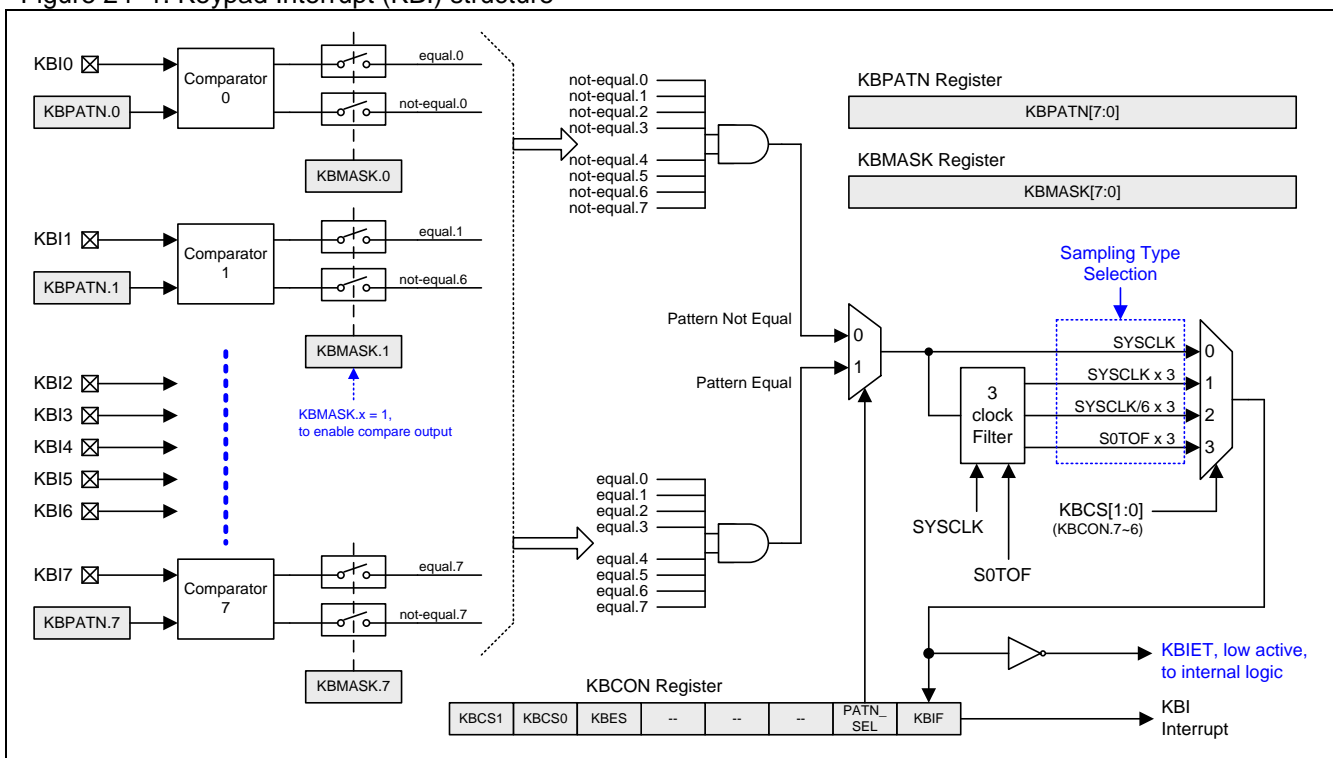 Figure 24-1. Keypad Interrupt (KBI) structure
KBI0
KBPATN.0
Comparator
0
equal.0
not-equal.0
KBMASK.0
KBI1
KBPATN.1
Comparator
1
equal.1
not-equal.6
KBMASK.1
KBMASK.x = 1,
to enable compare output
KBI2
KBI3
KBI4
KBI5
KBI6
KBI7
KBPATN.7
Comparator
7
equal.7
not-equal.7
KBMASK.7
not-equal.0
not-equal.1
not-equal.2
not-equal.3
not-equal.4
not-equal.5
not-equal.6
not-equal.7
equal.0
equal.1
equal.2
equal.3
equal.4
equal.5
equal.6
equal.7
Pattern Not Equal
Pattern Equal
0
1
KBPATN Register
KBPATN[7:0]
KBMASK Register
KBMASK[7:0]
Sampling Type
Selection
SYSCLK
SYSCLK x 3
SYSCLK/6 x 3
S0TOF x 3
3
clock
Filter
0
1
2
3
SYSCLK
S0TOF
KBCS[1:0]
(KBCON.7~6)
KBIET, low active,
to internal logic
KBI
Interrupt
KBCON Register
KBCS1 KBCS0 KBES -- -- -- PATN_
SEL KBIF